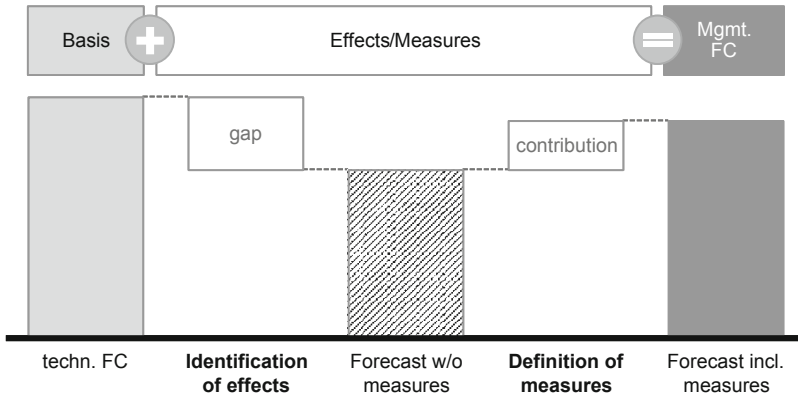 Basis
Effects/Measures
Mgmt.
FC
gap
contribution
techn. FC
Identification
of effects
Forecast w/o
measures
Definition of
measures
Forecast incl.
measures